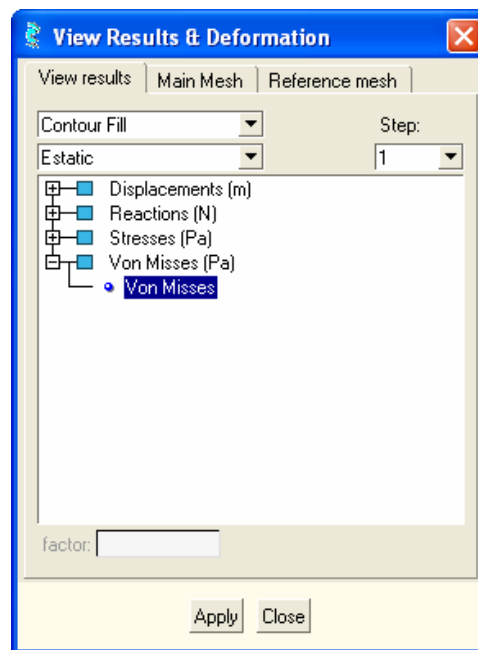 View Results & Deformation
View results Main Mesh Reference mesh
Contour Fill Step:
Estatic 1
Displacements (m)
Reactions (N)
Stresses (Pa)
Von Misses (Pa)
Von Misses
factor:
Apply Close